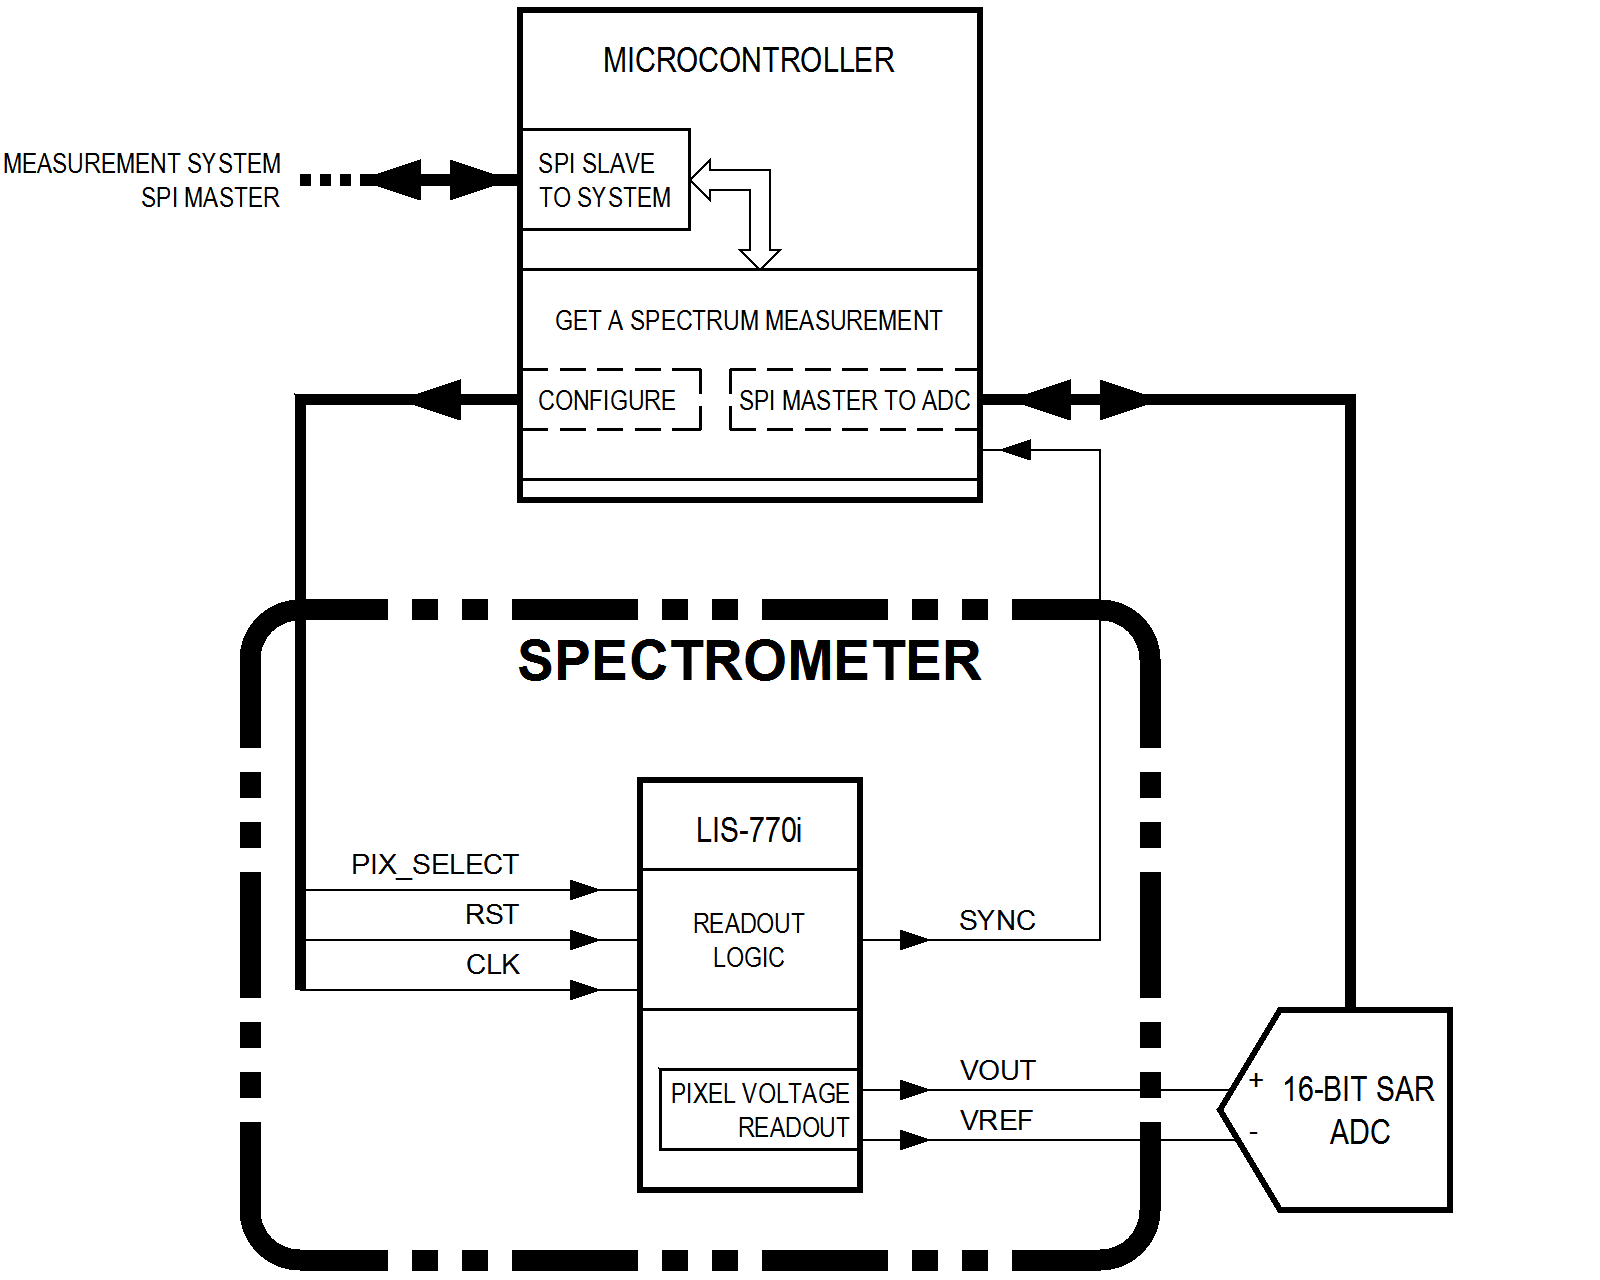 MICROCONTROLLER
MEASUREMENT SYSTEM
SPI MASTER
SPI SLAVE
TO SYSTEM
GET A SPECTRUM MEASUREMENT
CONFIGURE
SPI MASTER TO ADC
SPECTROMETER
LIS-770i
PIX_SELECT
RST
CLK
READOUT
LOGIC
SYNC
PIXEL VOLTAGE
READOUT
VOUT
VREF
+
-
16-BIT SAR
ADC